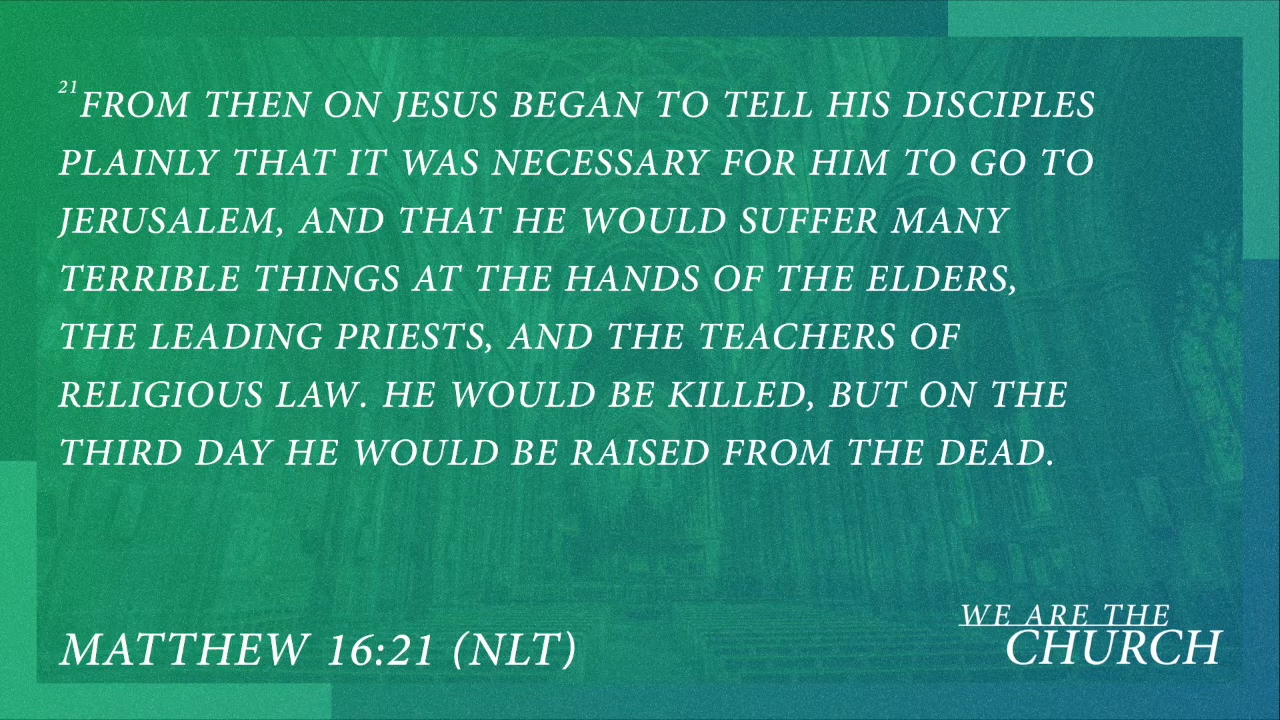 21FROM THEN ON JESUS BEGAN TO TELL HIS DISCIPLES
PLAINLY THAT IT WAS NECESSARY FOR HIM TO GO TO
JERUSALEM, AND THAT HE WOULD SUFFER MANY
TERRIBLE THINGS AT THE HANDS OF THE ELDERS,
THE LEADING PRIESTS, AND THE TEACHERS OF
RELIGIOUS LAW. HE WOULD BE KILLED, BUT ON THE
THIRD DAY HE WOULD BE RAISED FROM THE DEAD.
MATTHEW 16:21 (NLT)
WE ARE THE
CHURCH